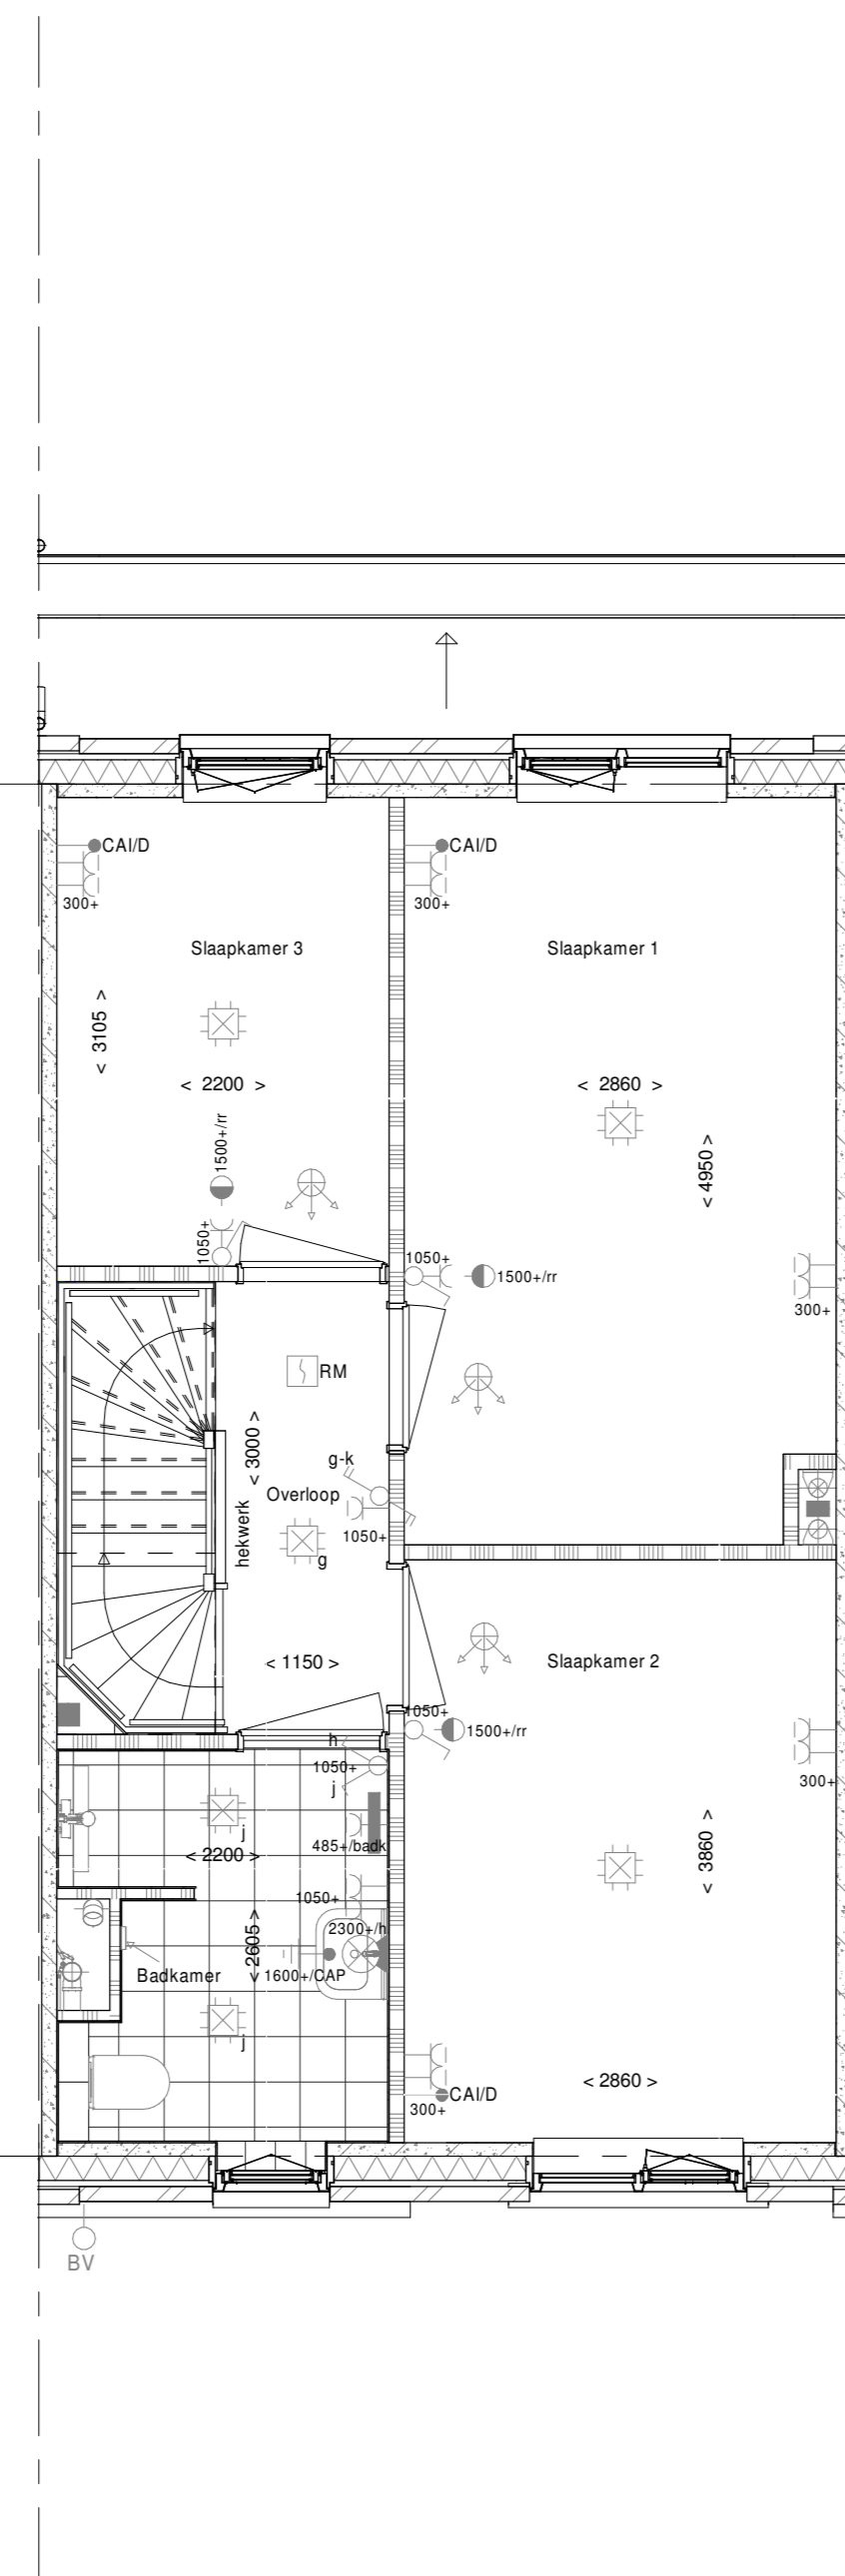 CAI/D
CAI/D
300+
300+
Slaapkamer 3
Slaapkamer 1
< 3105 >
< 2200 >
< 2860 >
1500+/rr
< 4950 >
1050+
1050+
1500+/rr
300+
RM
< 3000 >
g-k
Overloop
hekwerk
1050+
g
< 1150 >
Slaapkamer 2
1050+
1500+/rr
h
1050+
j
300+
j
485+/badk
< 2200 >
< 3860 >
1050+
2300+/h
< 2605 >
Badkamer
1600+/CAP
j
< 2860 >
CAI/D
300+
BV